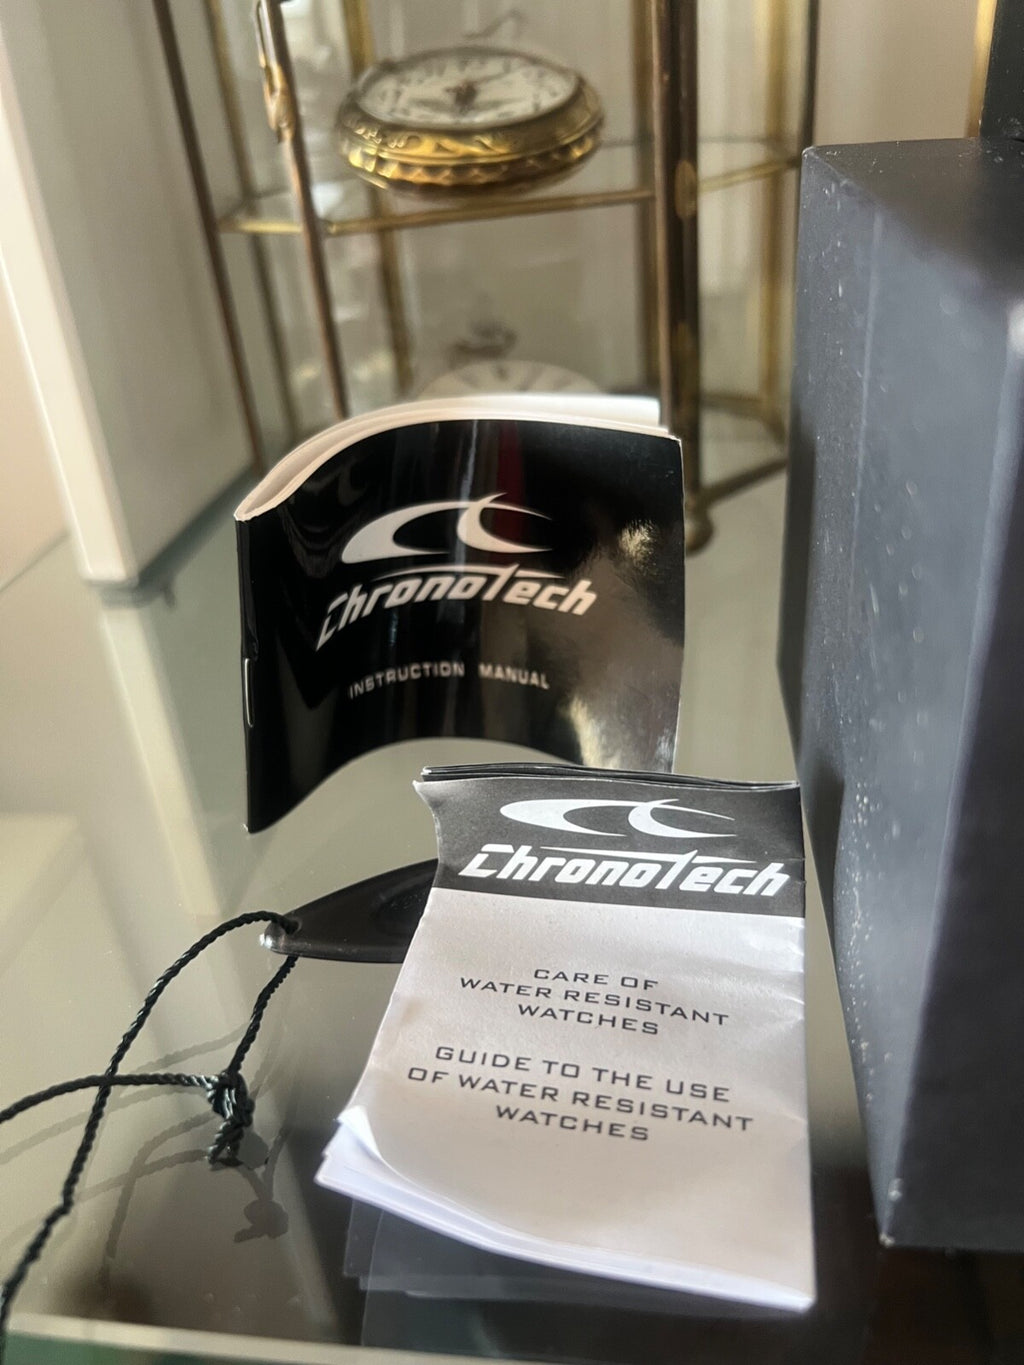 ChronoTech
INSTRUCTION MANUAL
ChronoTech
CARE OF
WATER RESISTANT
WATCHES
GUIDE TO THE USE
OF WATER RESISTANT
WATCHES